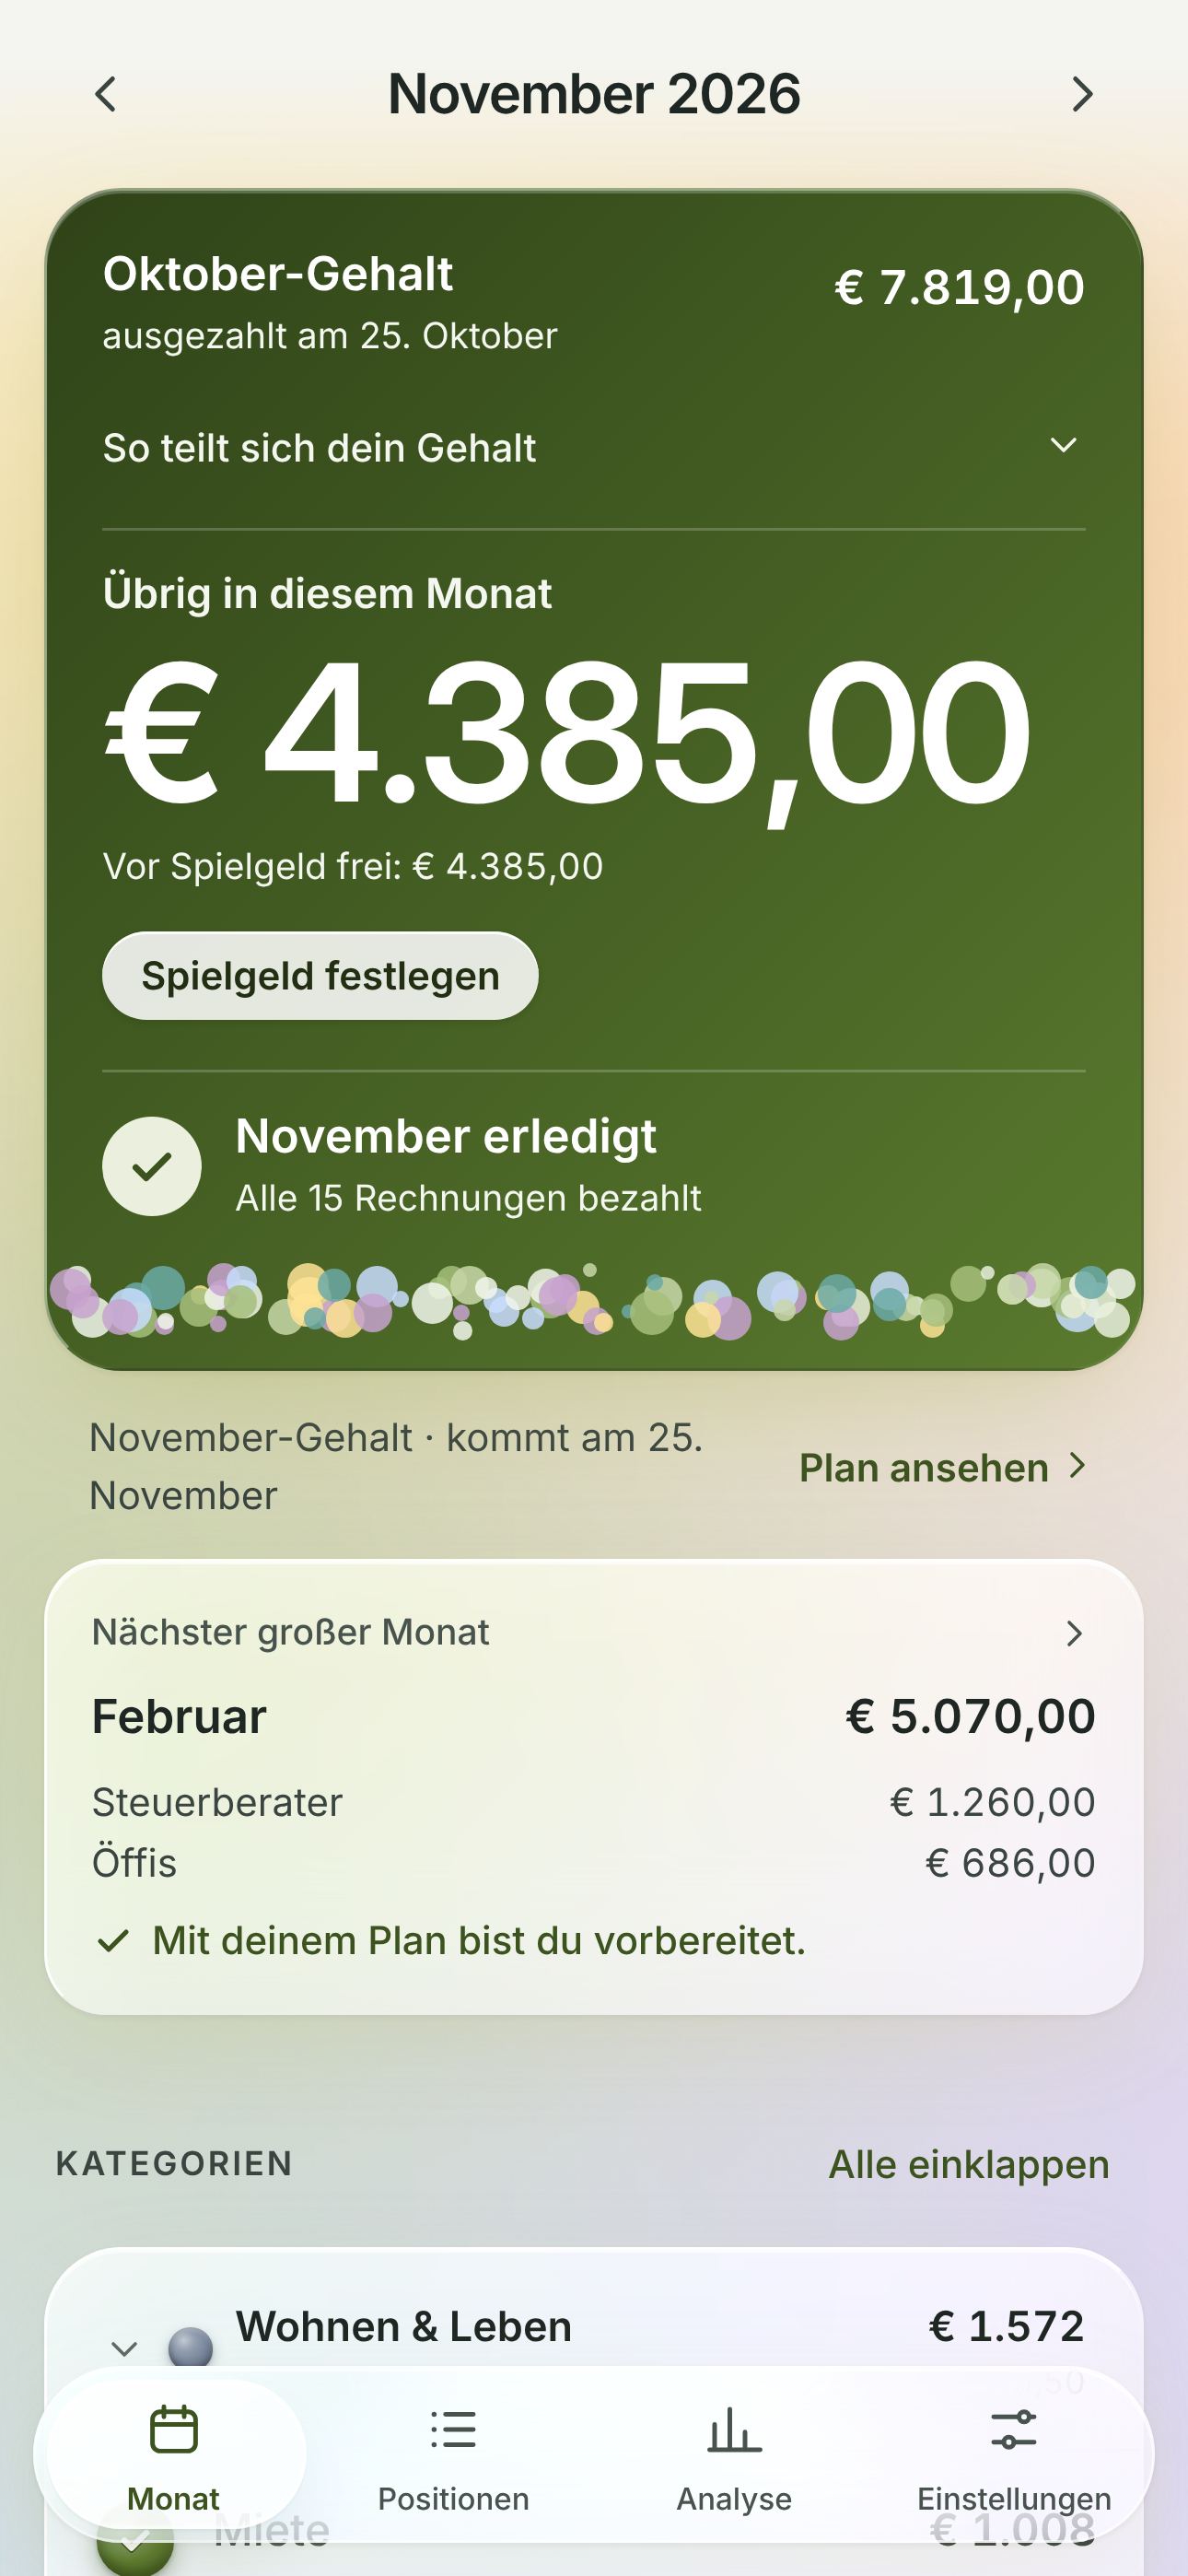 November 2026
Oktober-Gehalt
€ 7.819,00
ausgezahlt am 25. Oktober
So teilt sich dein Gehalt
Übrig in diesem Monat
€ 4.385,00
Vor Spielgeld frei: € 4.385,00
Spielgeld festlegen
November erledigt
Alle 15 Rechnungen bezahlt
November-Gehalt · kommt am 25.
November
Plan ansehen
Nächster großer Monat
Februar
€ 5.070,00
Steuerberater
€ 1.260,00
Öffis
€ 686,00
Mit deinem Plan bist du vorbereitet.
KATEGORIEN
Alle einklappen
Wohnen & Leben
€ 1.572
50
Monat
Positionen
Analyse
Einstellungen
Miete
€ 1.008